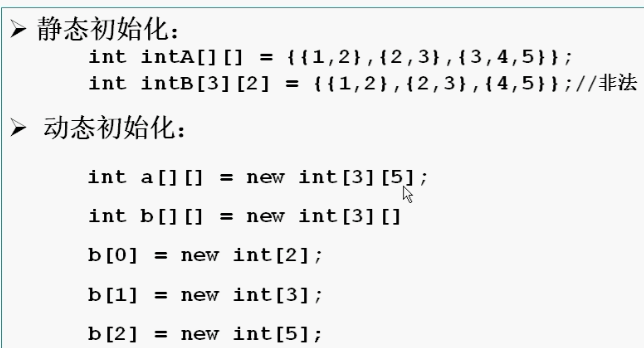 ➢ 静态初始化：
int intA[][] = {{1,2},{2,3},{3,4,5}};
int intB[3][2] = {{1,2},{2,3},{4,5}};//非法
➢ 动态初始化：
int a[][] = new int[3][5];
int b[][] = new int[3][]
b[0] = new int[2];
b[1] = new int[3];
b[2] = new int[5];